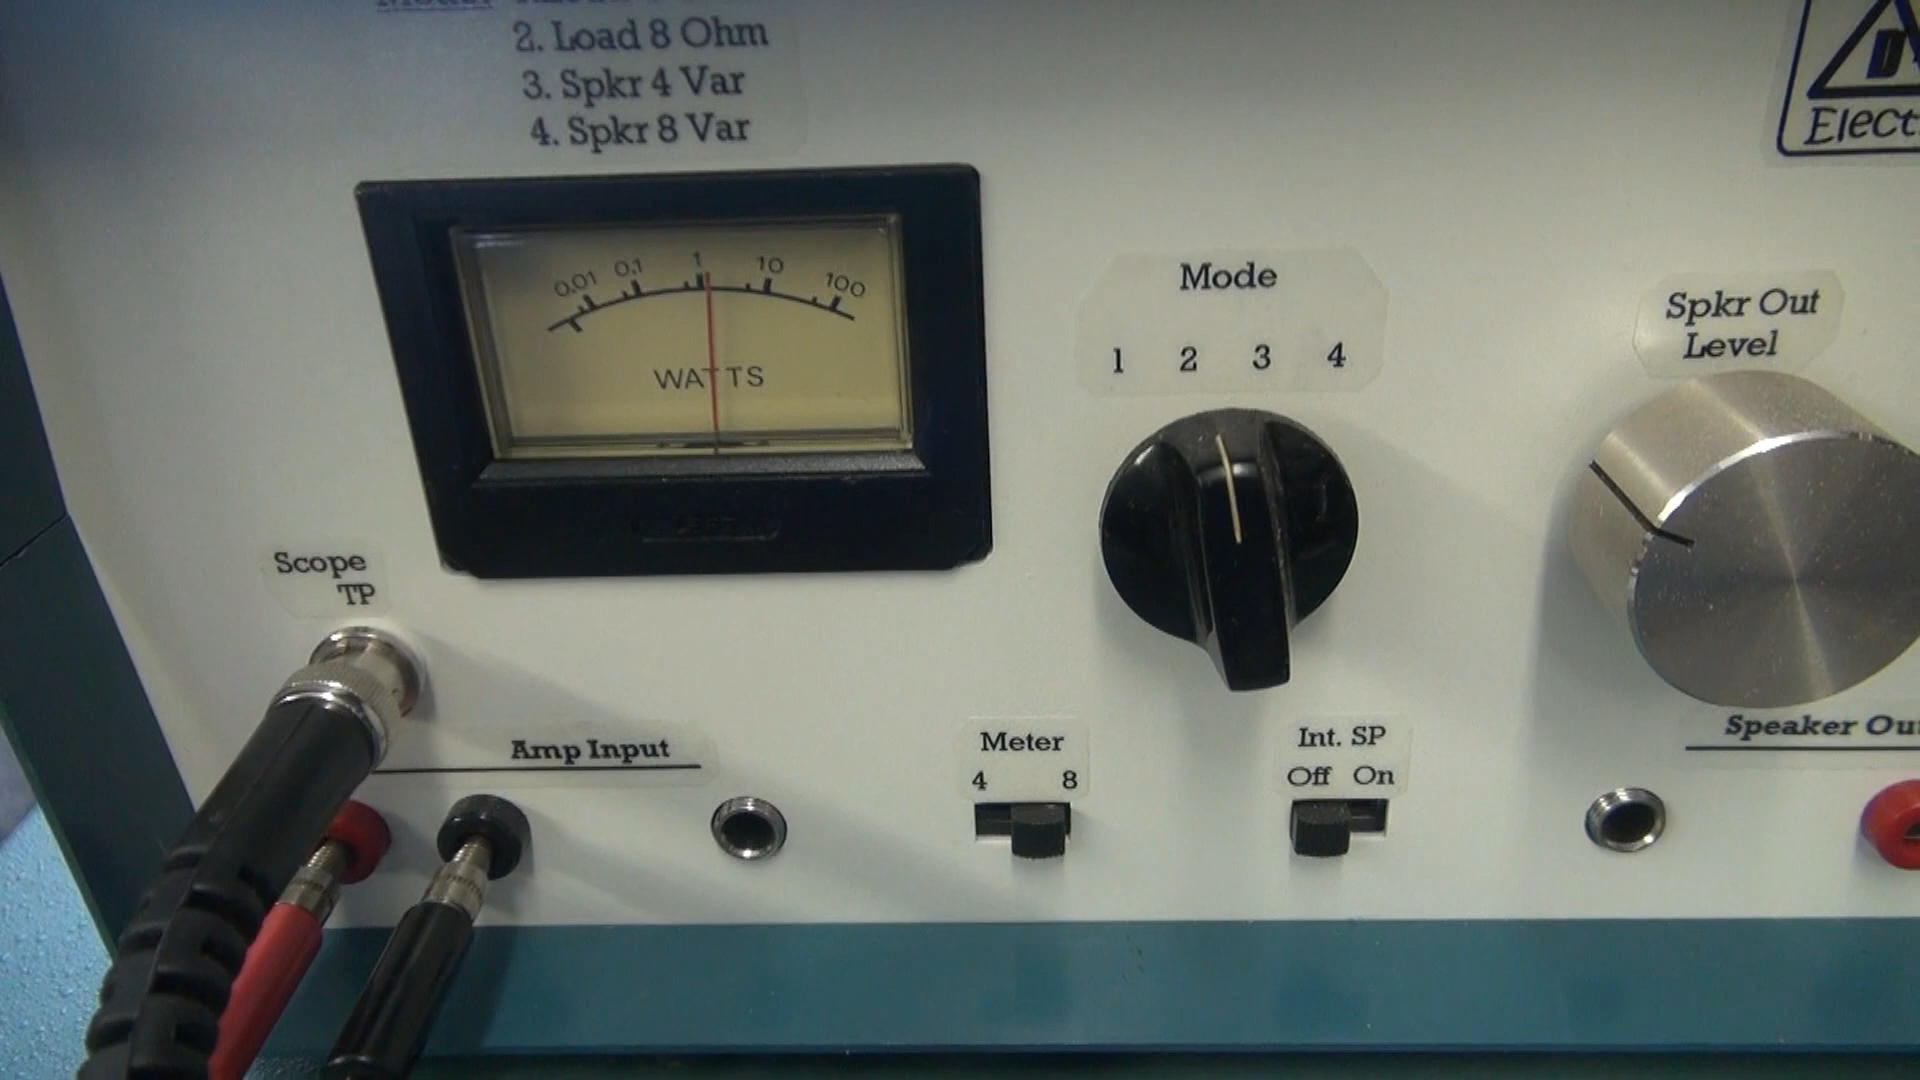 2. Load 8 Ohm
3. Spkr 4 Var
4. Spkr 8 Var
0.01 0.1 1 10 100
WATTS
Mode
1 2 3 4
Spkr Out
Level
Scope
TP
Amp Input
Meter
4 8
Int. SP
Off On
Speaker